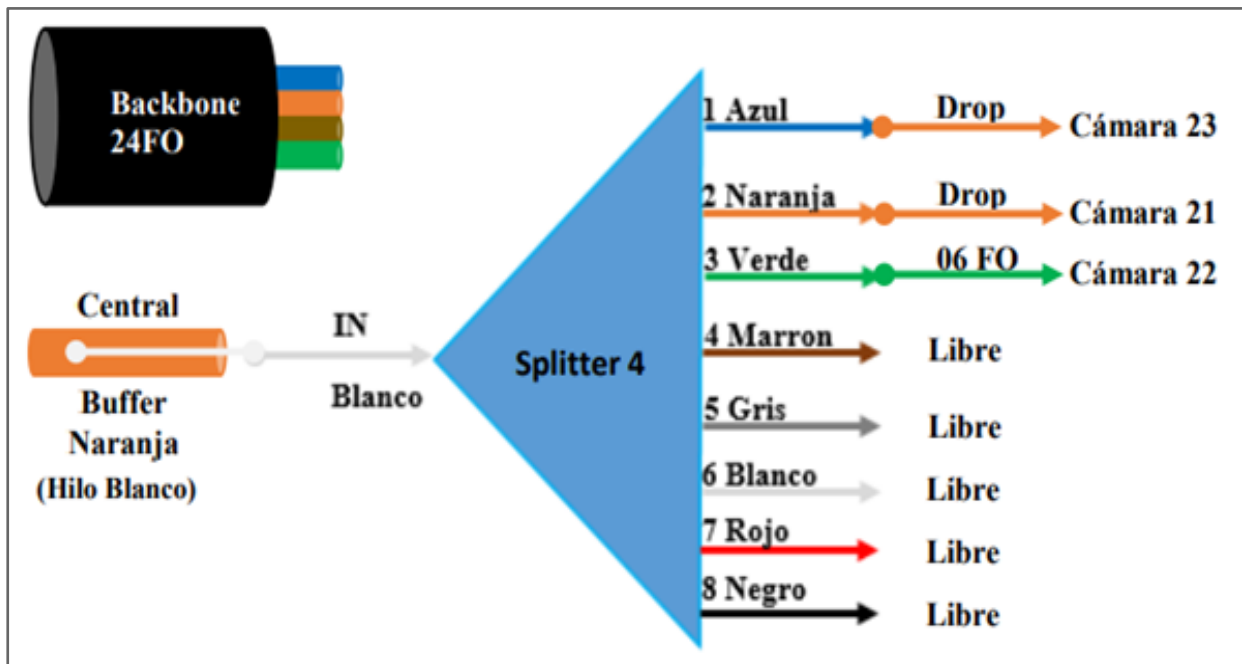 Backbone
24FO
Central
Buffer
Naranja
(Hilo Blanco)
IN
Blanco
Splitter 4
1 Azul
Drop
Cámara 23
2 Naranja
Drop
Cámara 21
3 Verde
06 FO
Cámara 22
4 Marron
Libre
5 Gris
Libre
6 Blanco
Libre
7 Rojo
Libre
8 Negro
Libre